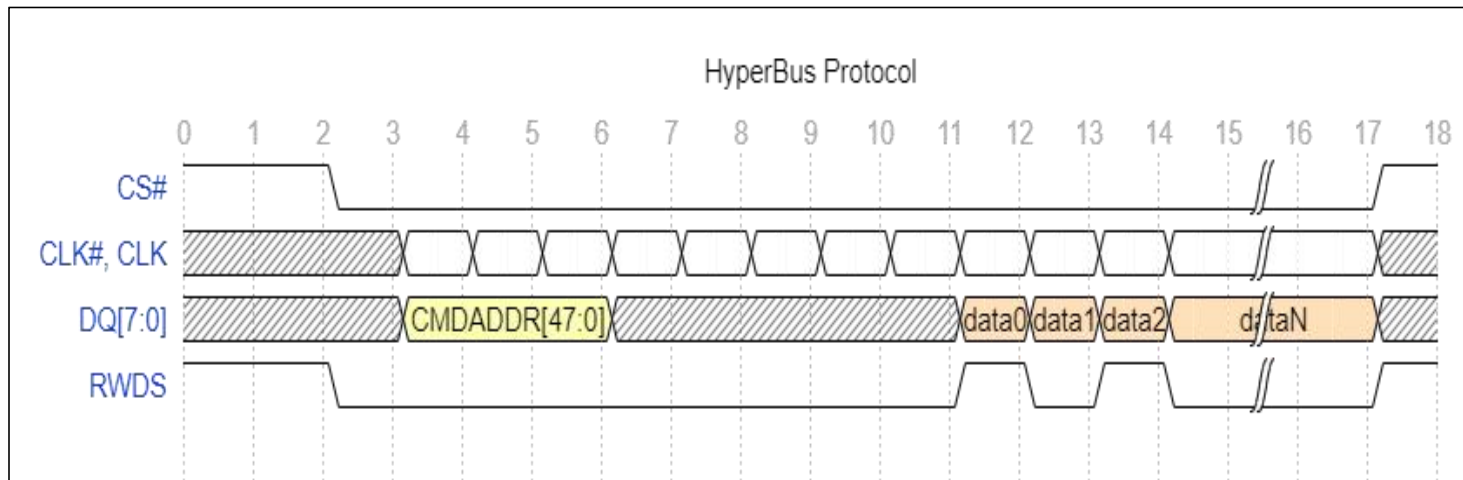 HyperBus Protocol
0 1 2 3 4 5 6 7 8 9 10 11 12 13 14 15 16 17 18
CS#
CLK#, CLK
DQ[7:0] CMDADDR[47:0] data0 data1 data2 dataN
RWDS